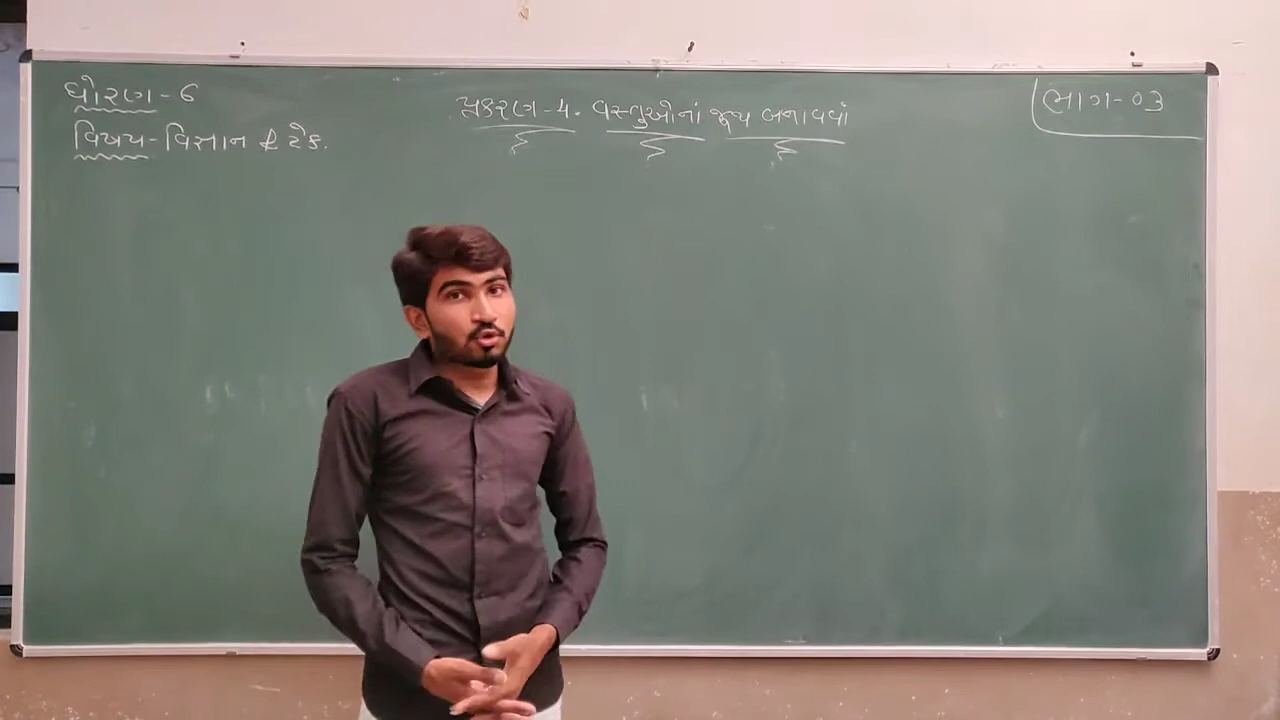 ધોરણ-6
પ્રકરણ-4. વસ્તુઓનાં જૂથ બનાવવાં
ભાગ-03
વિષય-વિજ્ઞાન & ટેક.